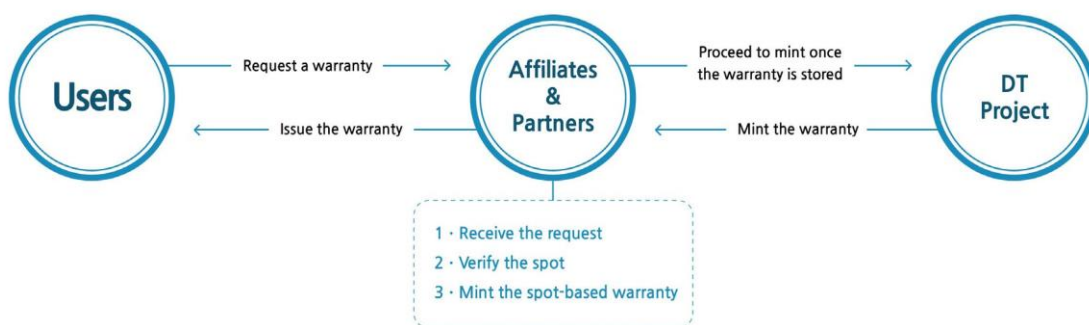 Users
Request a warranty
Issue the warranty
Affiliates
&
Partners
Proceed to mint once
the warranty is stored
Mint the warranty
DT
Project
1 · Receive the request
2 · Verify the spot
3 · Mint the spot-based warranty